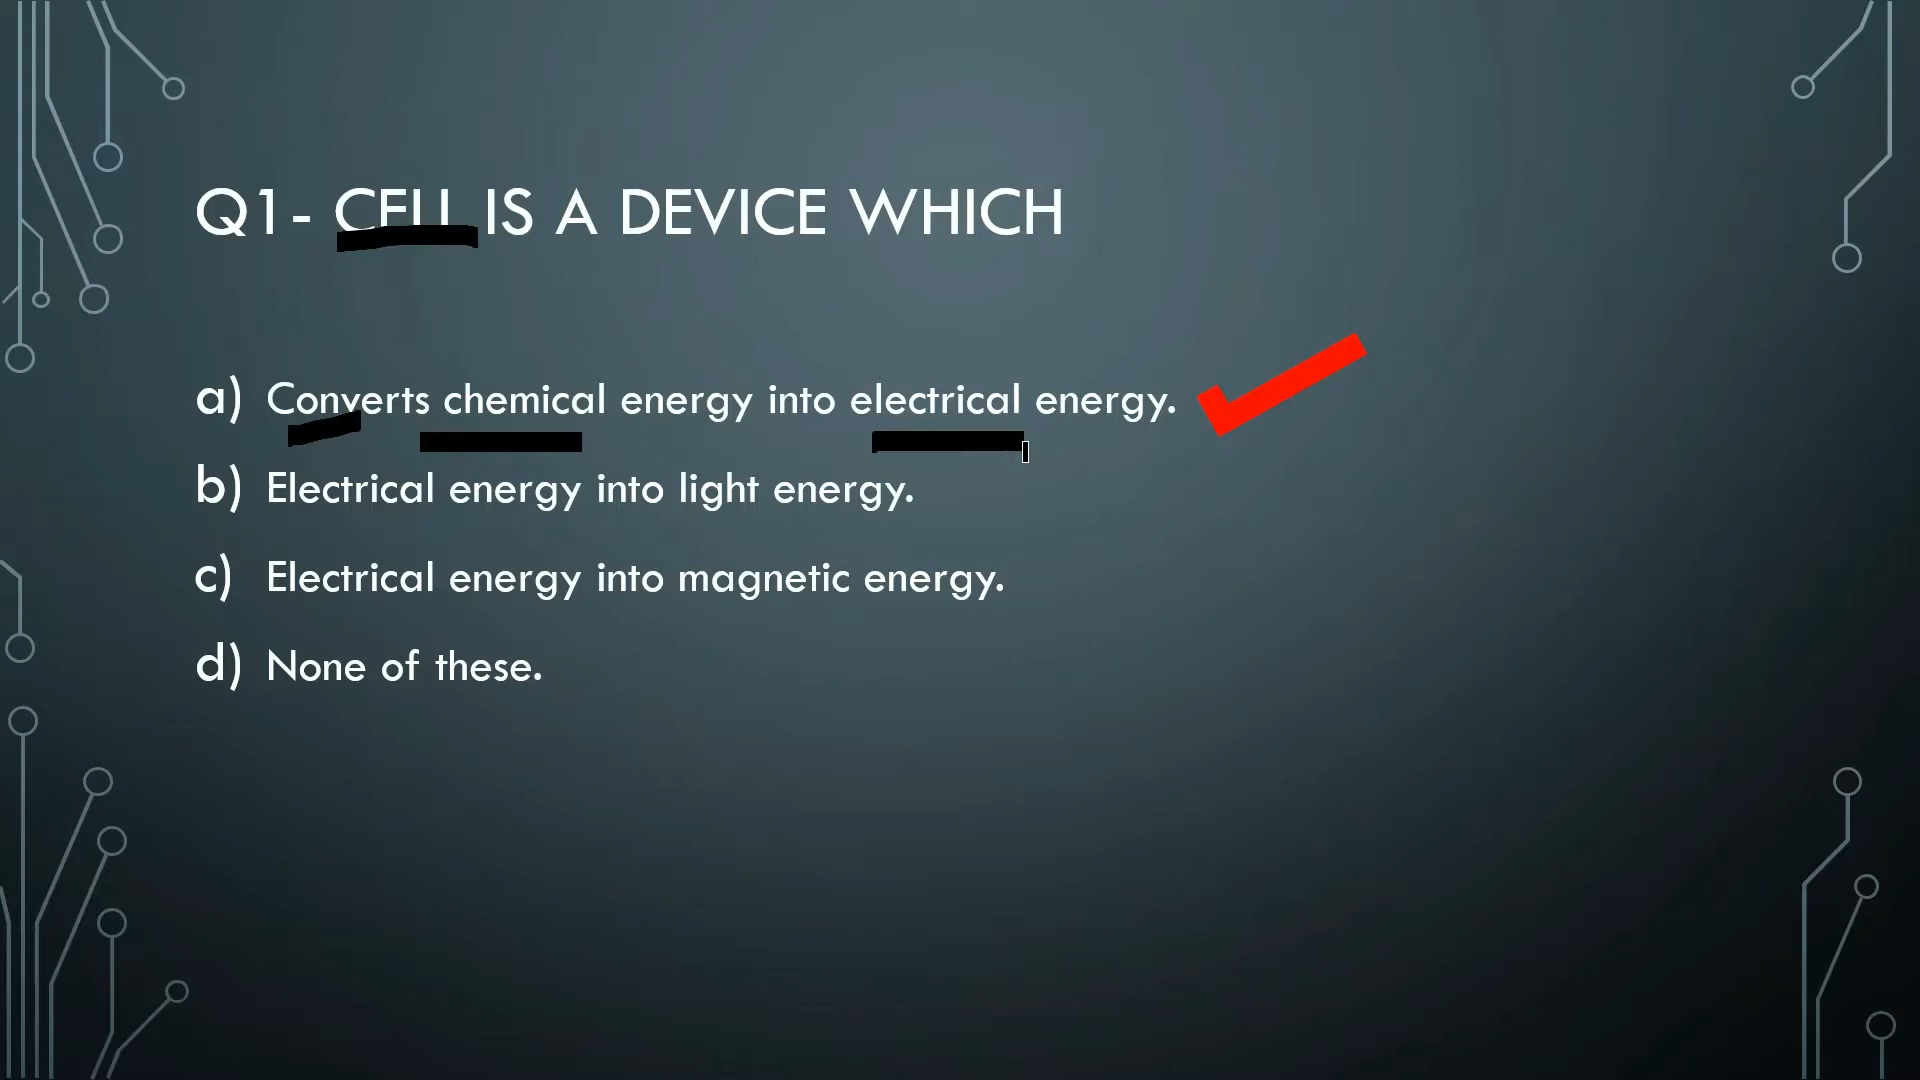 Q1- CELL IS A DEVICE WHICH
a) Converts chemical energy into electrical energy.
b) Electrical energy into light energy.
c) Electrical energy into magnetic energy.
d) None of these.